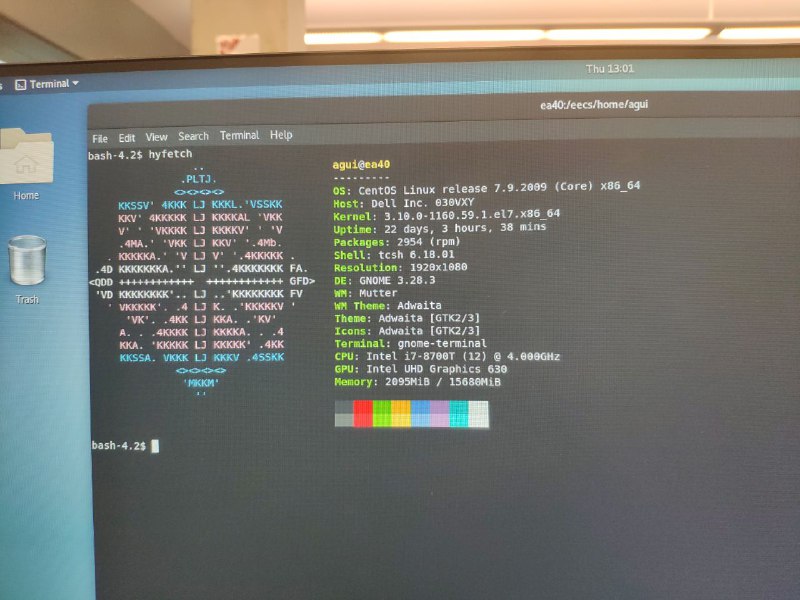 Terminal
Thu 13:01
ea40:/eecs/home/agui
File Edit View Search Terminal Help
Home
Trash
bash-4.2$ hyfetch
..
.PLTJ.
<><><><>
KKSSV' 4KKK LJ KKKL.'VSSKK
KKV' 4KKKKK LJ KKKKAL 'VKK
V' ' 'VKKKK LJ KKKKV' ' 'V
.4MA.' 'VKK LJ KKV' '.4Mb.
. KKKKKA.' 'V LJ V' '.4KKKKK .
.4D KKKKKKKA.'' LJ ''.4KKKKKKK FA.
<QDD ++++++++++++ ++++++++++++ GFD>
'VD KKKKKKKK'.. LJ ..'KKKKKKKK FV
' VKKKKK'. .4 LJ K. .'KKKKKV '
'VK'. .4KK LJ KKA. .'KV'
A. . .4KKKK LJ KKKKA. . .4
KKA. 'KKKKK LJ KKKKK' .4KK
KKSSA. VKKK LJ KKKV .4SSKK
<><><><>
'MKKM'
''
agui@ea40
---------
OS: CentOS Linux release 7.9.2009 (Core) x86_64
Host: Dell Inc. 030VXY
Kernel: 3.10.0-1160.59.1.el7.x86_64
Uptime: 22 days, 3 hours, 38 mins
Packages: 2954 (rpm)
Shell: tcsh 6.18.01
Resolution: 1920x1080
DE: GNOME 3.28.3
WM: Mutter
WM Theme: Adwaita
Theme: Adwaita [GTK2/3]
Icons: Adwaita [GTK2/3]
Terminal: gnome-terminal
CPU: Intel i7-8700T (12) @ 4.000GHz
GPU: Intel UHD Graphics 630
Memory: 2095MiB / 15680MiB
bash-4.2$